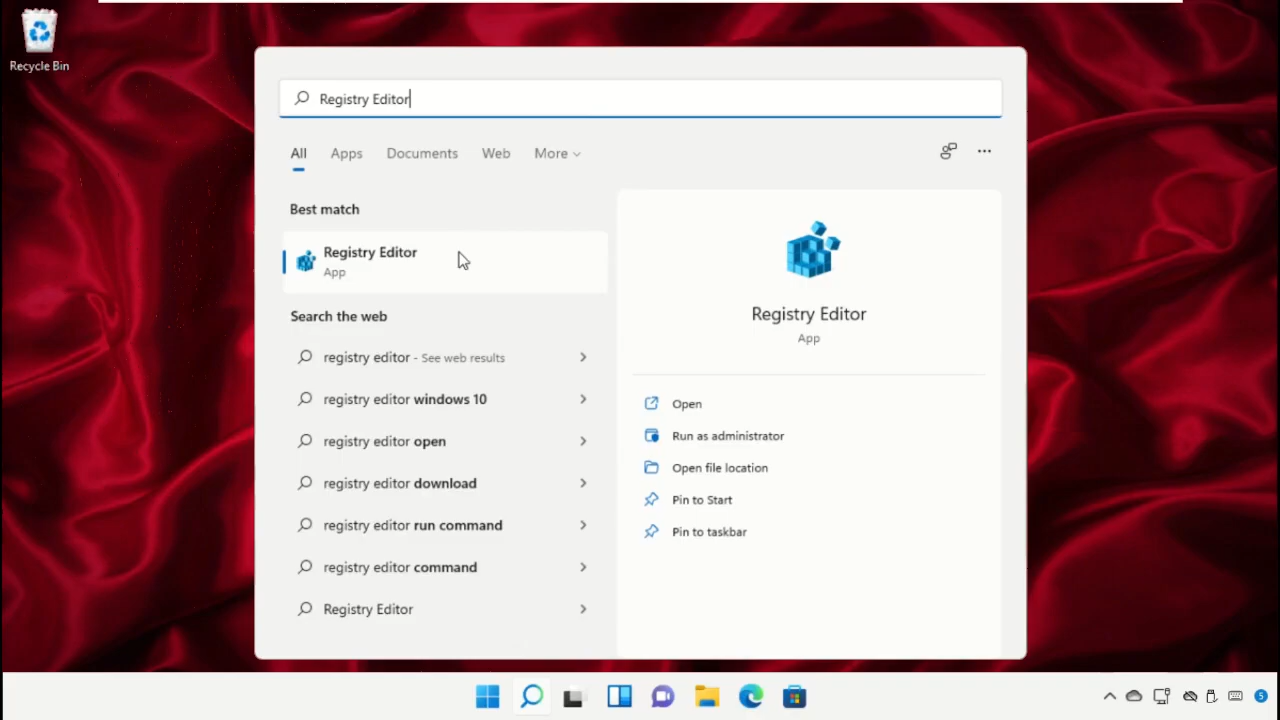 Recycle Bin
Registry Editor
All Apps Documents Web More
Best match
Registry Editor
App
Search the web
registry editor - See web results
registry editor windows 10
registry editor open
registry editor download
registry editor run command
registry editor command
Registry Editor
Registry Editor
App
Open
Run as administrator
Open file location
Pin to Start
Pin to taskbar
5